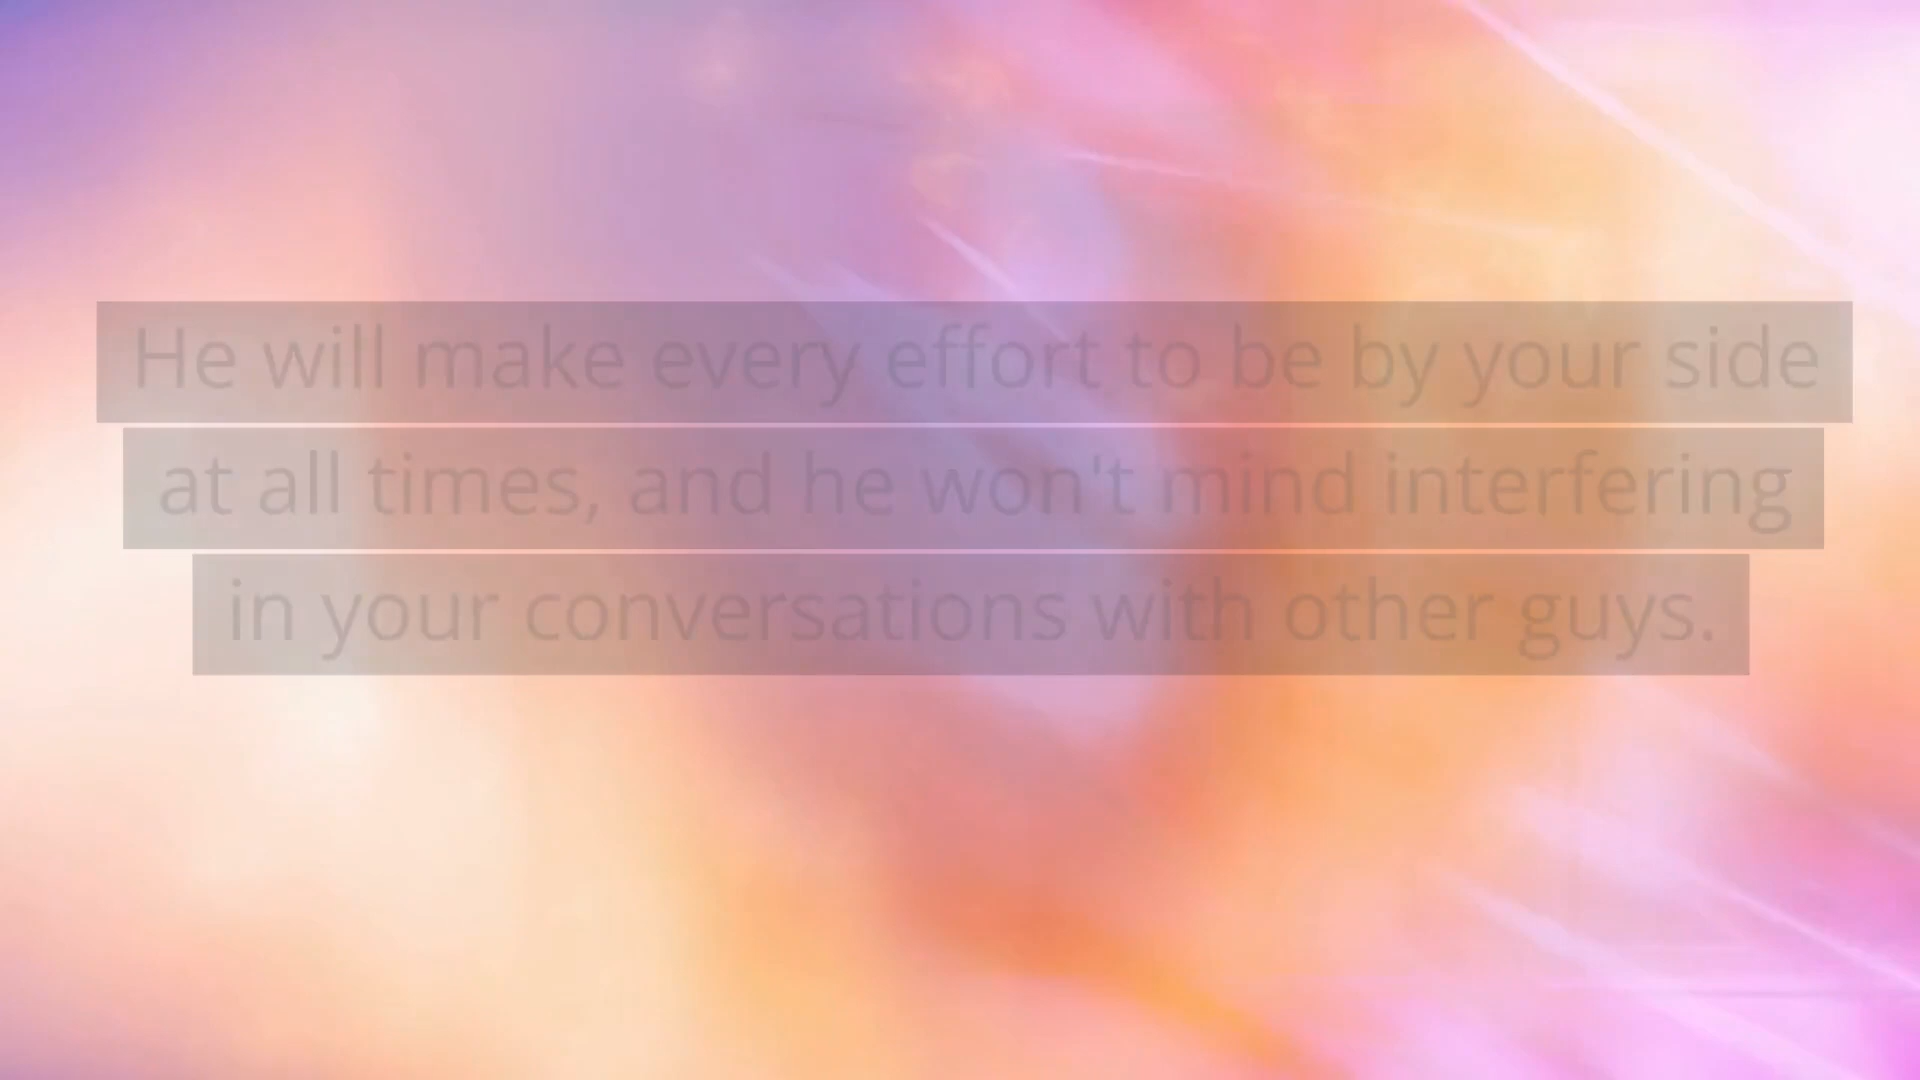 He will make every effort to be by your side
at all times, and he won't mind interfering
in your conversations with other guys.